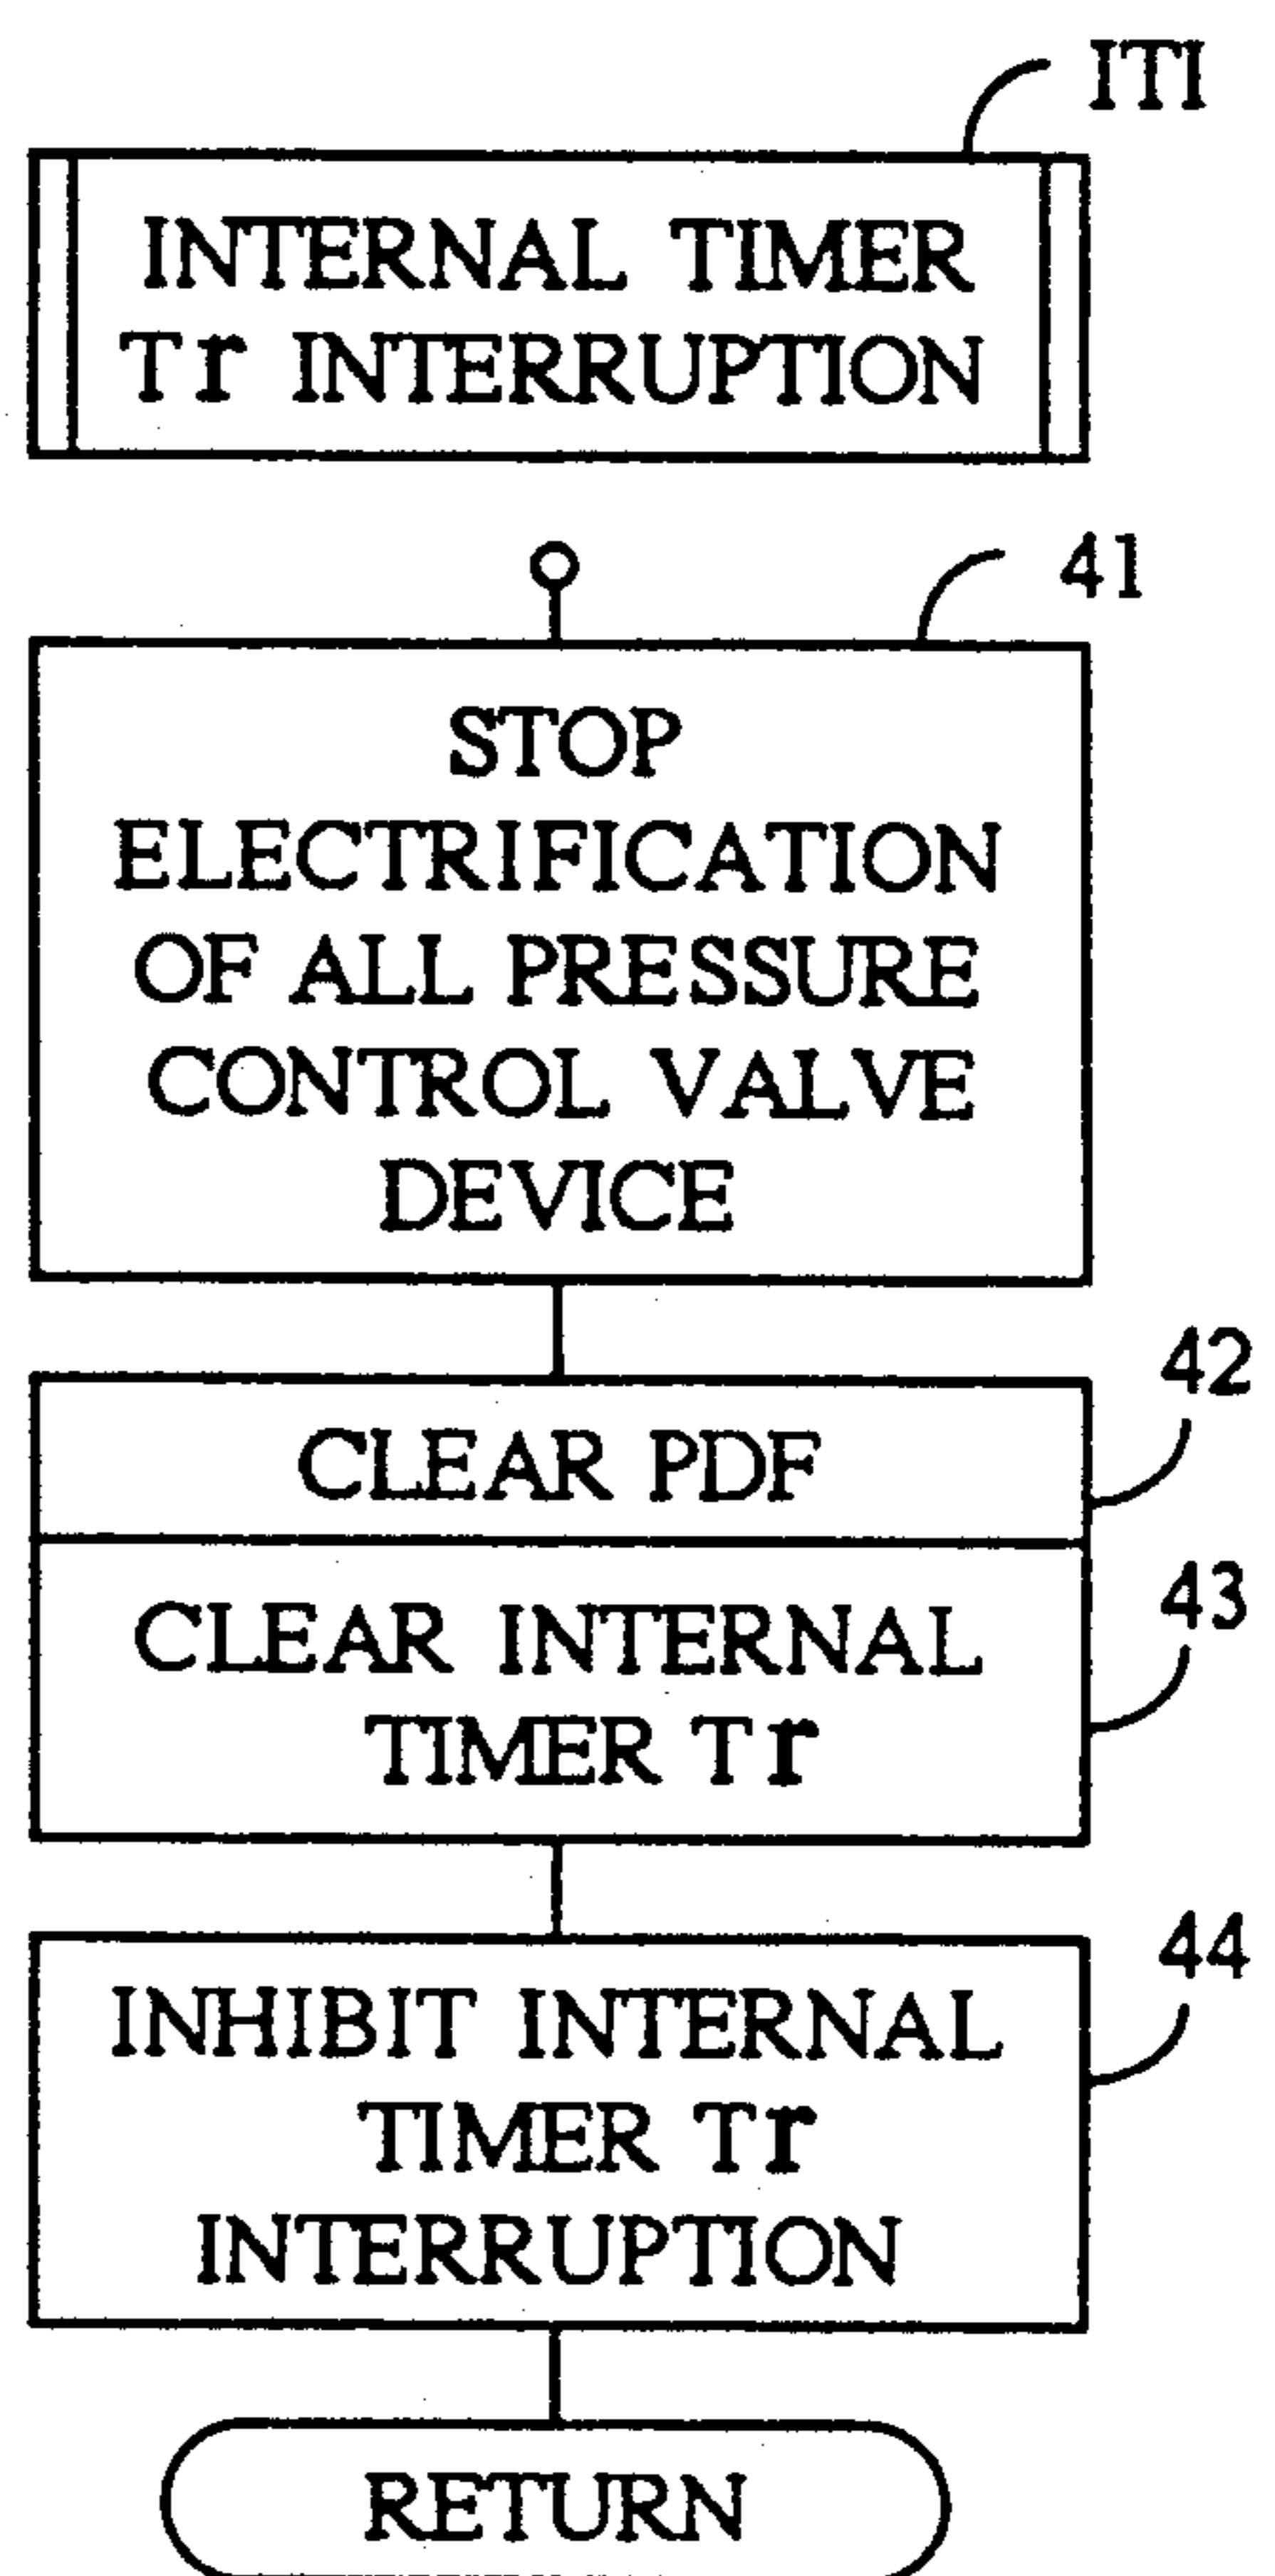 ITI
INTERNAL TIMER
Tr INTERRUPTION
41
STOP
ELECTRIFICATION
OF ALL PRESSURE
CONTROL VALVE
DEVICE
42
CLEAR PDF
43
CLEAR INTERNAL
TIMER Tr
44
INHIBIT INTERNAL
TIMER Tr
INTERRUPTION
RETURN